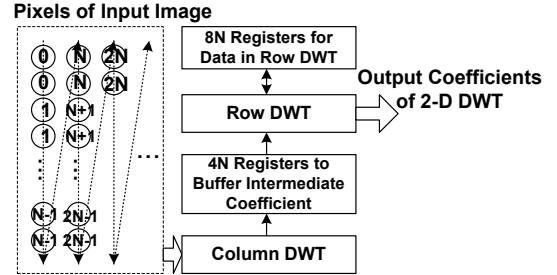 Pixels of Input Image
0 N 2N
0 N 2N
1 N+1
1 N+1
...
N-1 2N-1
N-1 2N-1
8N Registers for
Data in Row DWT
Row DWT
Output Coefficients
of 2-D DWT
4N Registers to
Buffer Intermediate
Coefficient
Column DWT